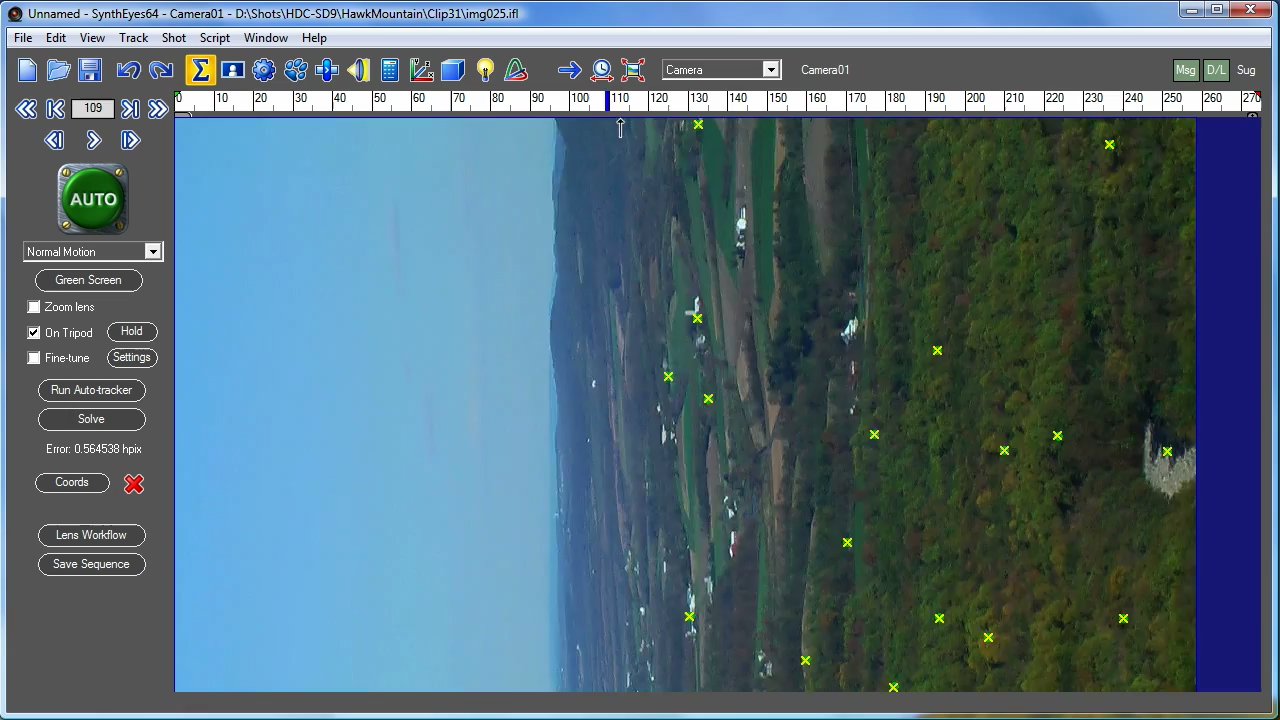 Unnamed - SynthEyes64 - Camera01 - D:\Shots\HDC-SD9\HawkMountain\Clip31\img025.ifl
File Edit View Track Shot Script Window Help
Camera Camera01 Msg D/L Sug
109 0 10 20 30 40 50 60 70 80 90 100 110 120 130 140 150 160 170 180 190 200 210 220 230 240 250 260 270
AUTO
Normal Motion
Green Screen
Zoom lens
On Tripod Hold
Fine-tune Settings
Run Auto-tracker
Solve
Error: 0.564538 hpix
Coords
Lens Workflow
Save Sequence